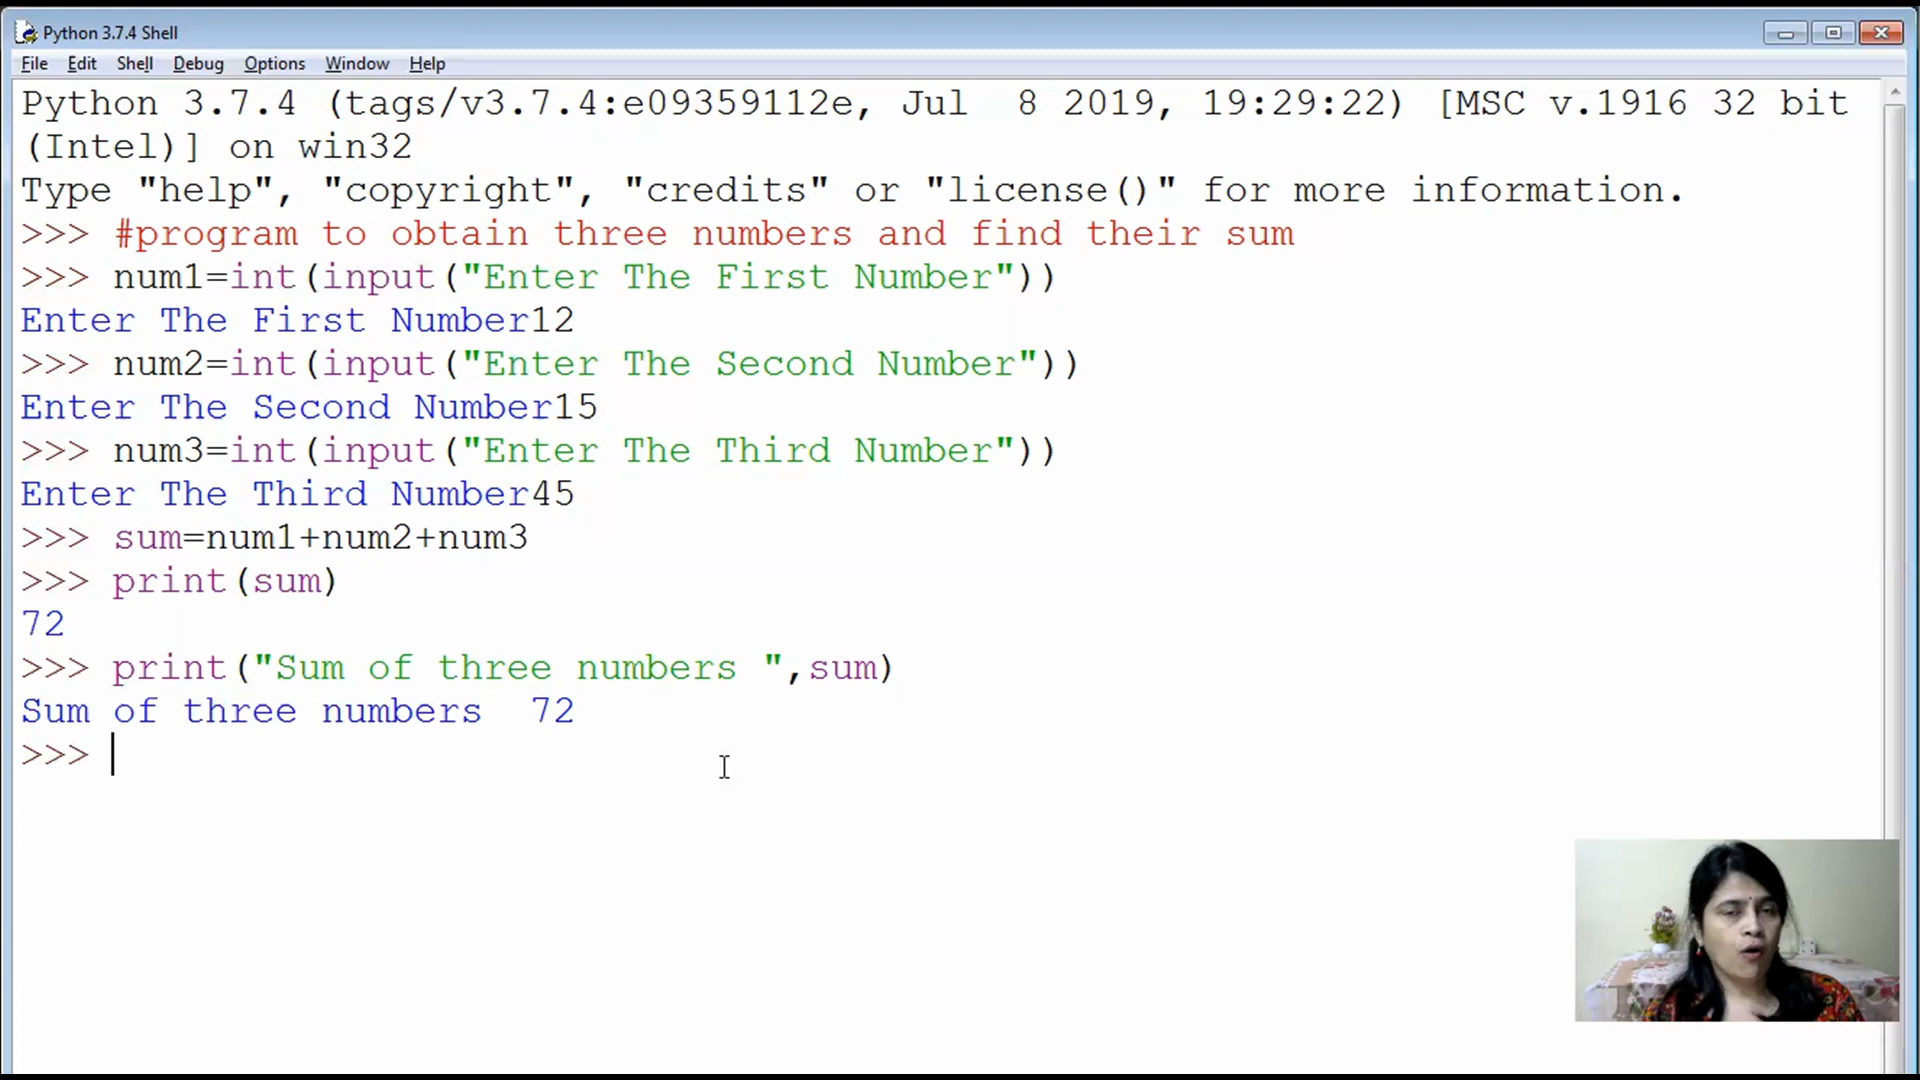 Python 3.7.4 Shell
File Edit Shell Debug Options Window Help
Python 3.7.4 (tags/v3.7.4:e09359112e, Jul  8 2019, 19:29:22) [MSC v.1916 32 bit
(Intel)] on win32
Type "help", "copyright", "credits" or "license()" for more information.
>>> #program to obtain three numbers and find their sum
>>> num1=int(input("Enter The First Number"))
Enter The First Number12
>>> num2=int(input("Enter The Second Number"))
Enter The Second Number15
>>> num3=int(input("Enter The Third Number"))
Enter The Third Number45
>>> sum=num1+num2+num3
>>> print(sum)
72
>>> print("Sum of three numbers ",sum)
Sum of three numbers  72
>>>